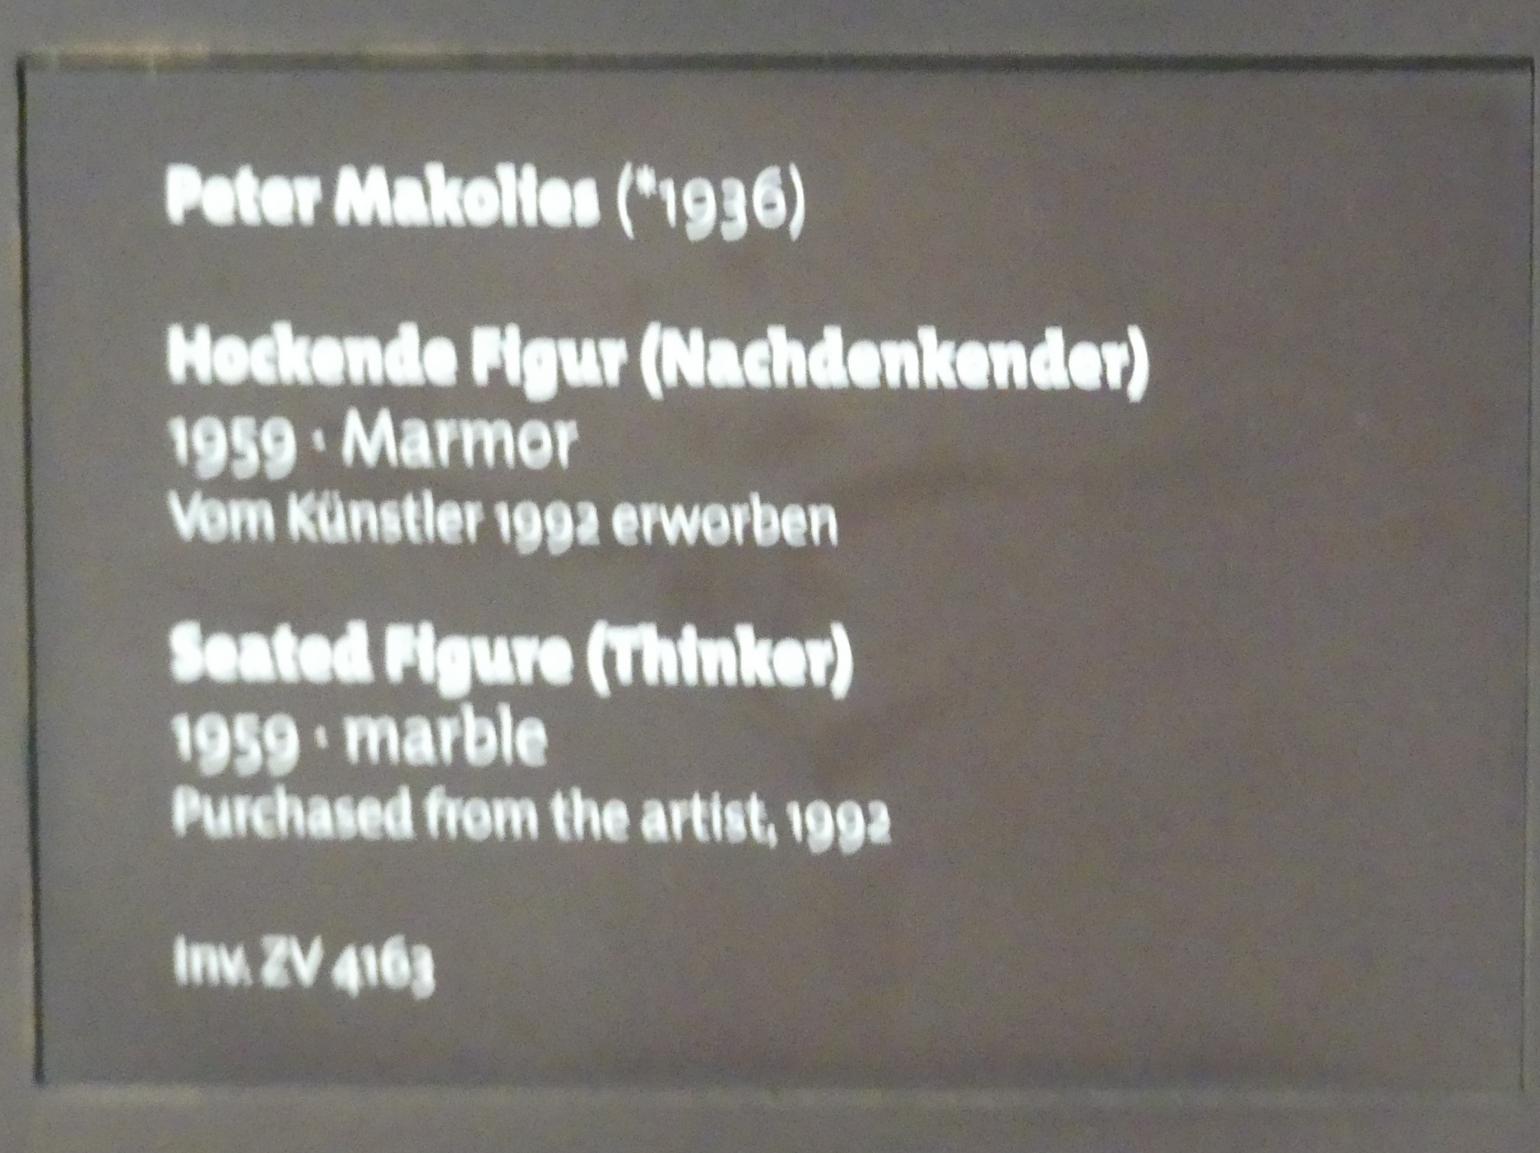 Peter Makolies (*1936)
Hockende Figur (Nachdenkender)
1959 · Marmor
Vom Künstler 1992 erworben
Seated Figure (Thinker)
1959 · marble
Purchased from the artist, 1992
Inv. ZV 4163